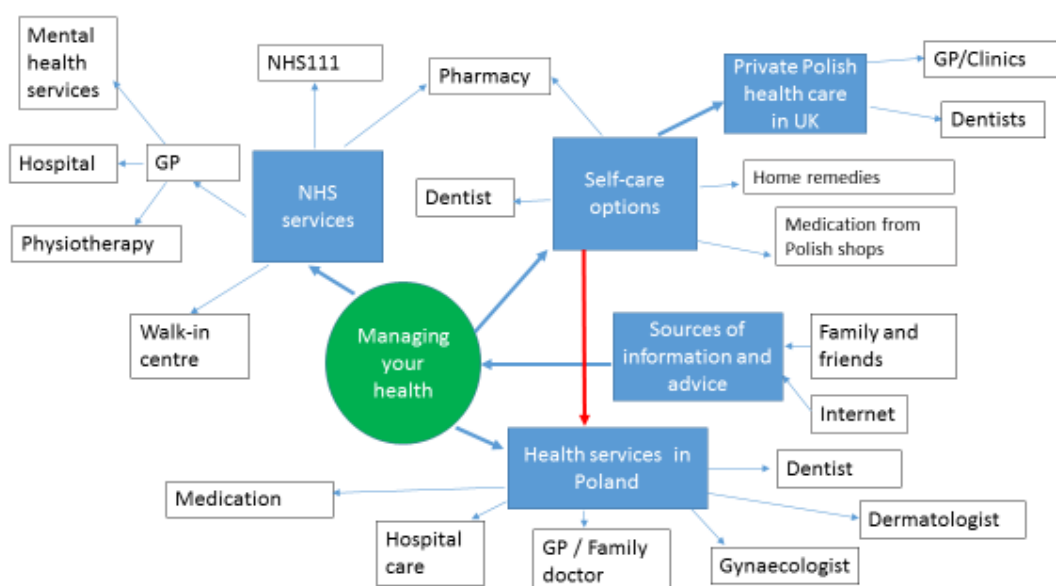 Mental
health
services
NHS111
Pharmacy
Private Polish
health care
in UK
GP/Clinics
Dentists
Hospital
GP
NHS
services
Dentist
Self-care
options
Home remedies
Medication from
Polish shops
Physiotherapy
Walk-in
centre
Managing
your
health
Sources of
information and
advice
Family and
friends
Internet
Health services in
Poland
Dentist
Medication
Dermatologist
Hospital
care
GP / Family
doctor
Gynaecologist